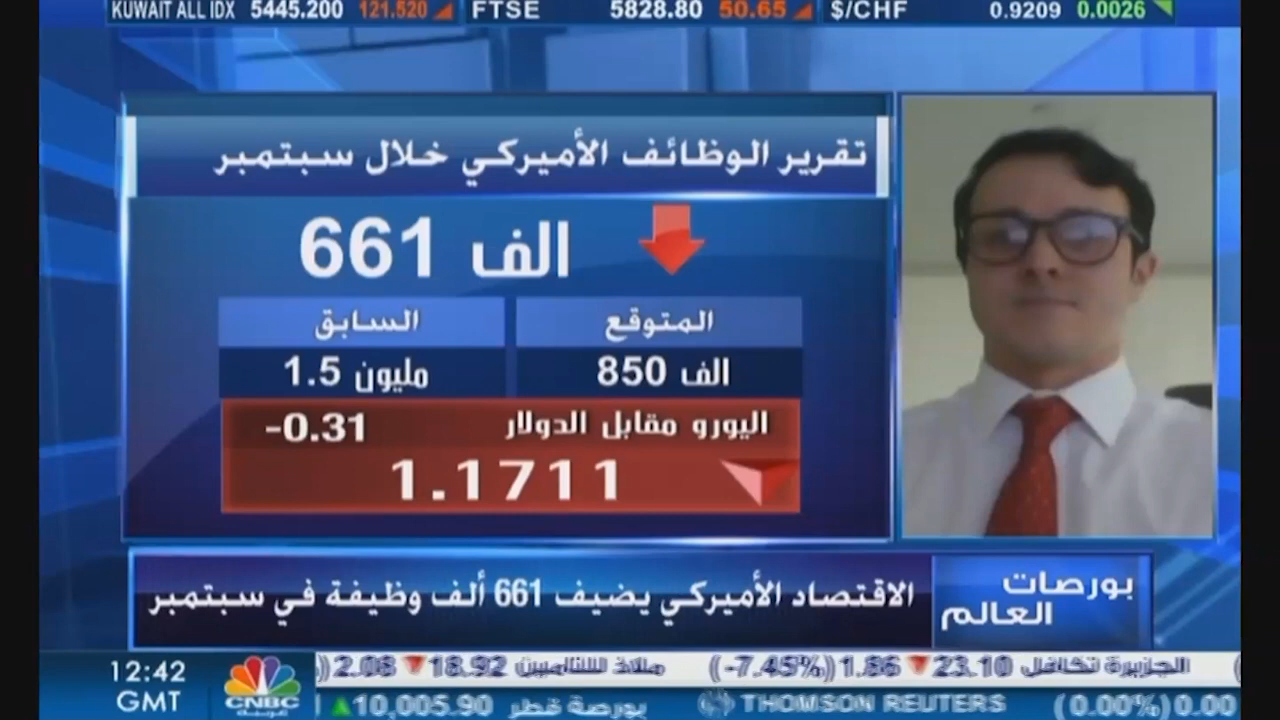 KUWAIT ALL IDX 5445.200 121.520 FTSE 5828.80 50.65 $/CHF 0.9209 0.0026
تقرير الوظائف الأميركي خلال سبتمبر
661 الف
المتوقع السابق
850 الف 1.5 مليون
اليورو مقابل الدولار -0.31
1.1711
بورصات العالم
الاقتصاد الأميركي يضيف 661 ألف وظيفة في سبتمبر
12:42 GMT
CNBC عربية
الجزيرة تكافل 23.10 1.86 (-7.45%) ملاذ للتامين 18.92 2.08
10,005.90 بورصة قطر THOMSON REUTERS (0.00%) 0.00